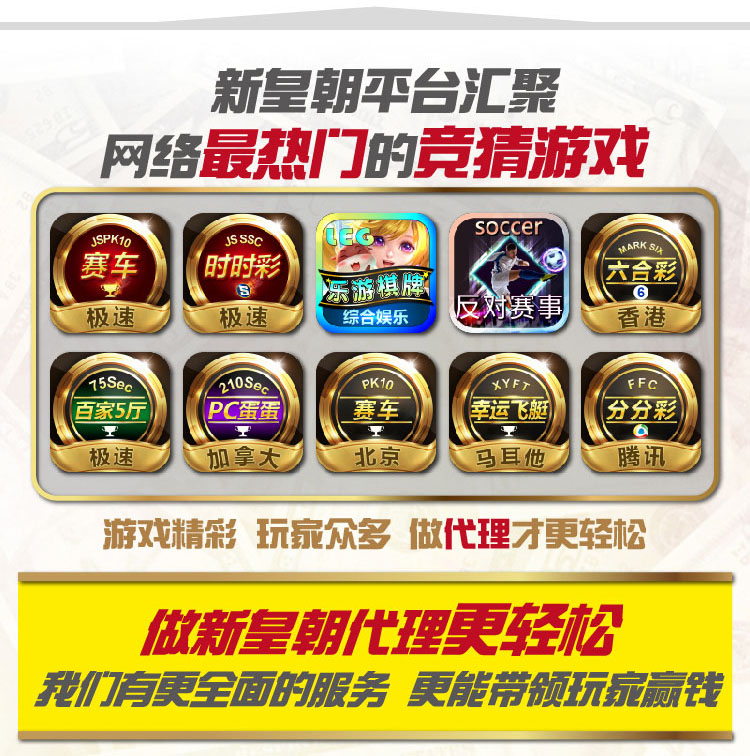 新皇朝平台汇聚
网络最热门的竞猜游戏
JSPK10
赛车
极速
JSSSC
时时彩
极速
LEG
乐游棋牌
综合娱乐
soccer
反对赛事
MARK SIX
六合彩
6
香港
75Sec
百家5厅
极速
210Sec
PC蛋蛋
加拿大
PK10
赛车
北京
XYFT
幸运飞艇
马耳他
FFC
分分彩
腾讯
游戏精彩 玩家众多 做代理才更轻松
做新皇朝代理更轻松
我们有更全面的服务 更能带领玩家赢钱